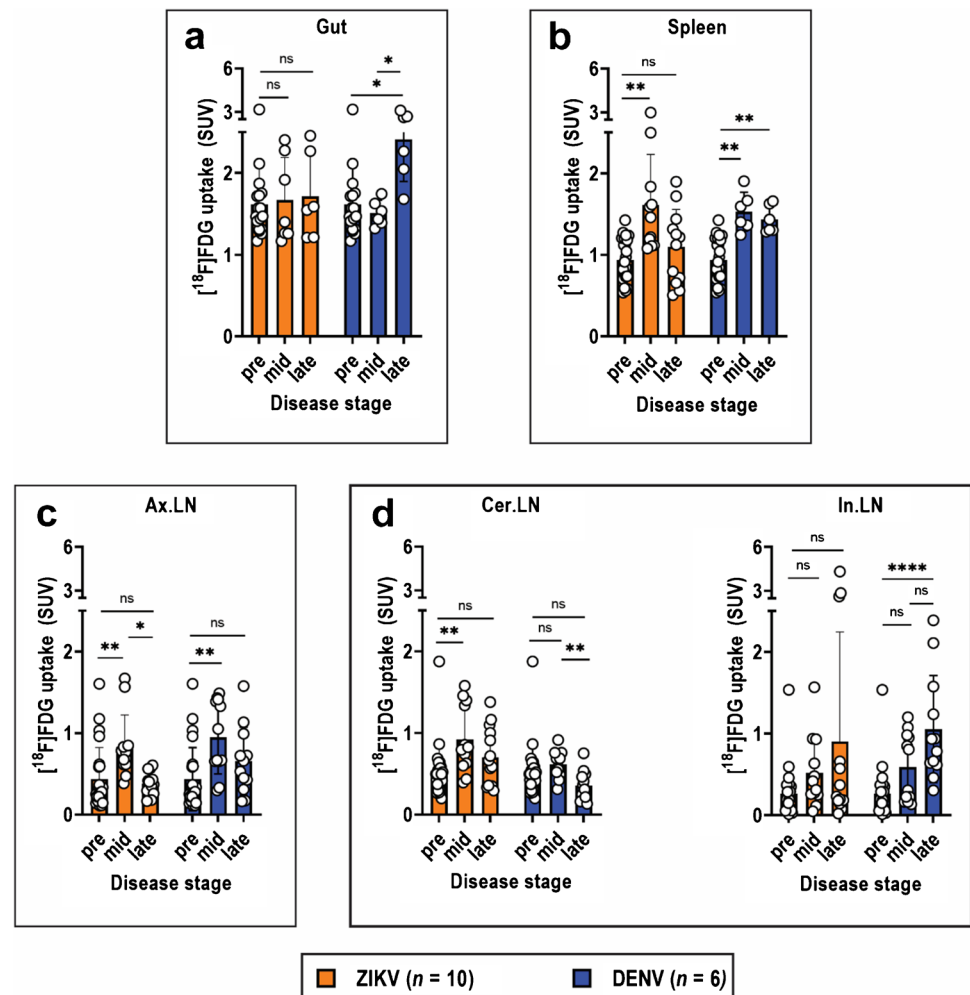 a
Gut
[¹⁸F]FDG uptake (SUV)
6
3
2
1
0
ns
ns
*
*
pre
mid
late
pre
mid
late
Disease stage
b
Spleen
[¹⁸F]FDG uptake (SUV)
6
3
2
1
0
ns
**
**
**
pre
mid
late
pre
mid
late
Disease stage
c
Ax.LN
[¹⁸F]FDG uptake (SUV)
6
3
2
1
0
ns
**
*
ns
**
pre
mid
late
pre
mid
late
Disease stage
d
Cer.LN
[¹⁸F]FDG uptake (SUV)
6
3
2
1
0
ns
**
ns
ns
**
pre
mid
late
pre
mid
late
Disease stage
In.LN
[¹⁸F]FDG uptake (SUV)
6
3
2
1
0
ns
ns
****
ns
ns
pre
mid
late
pre
mid
late
Disease stage
ZIKV (n = 10)
DENV (n = 6)